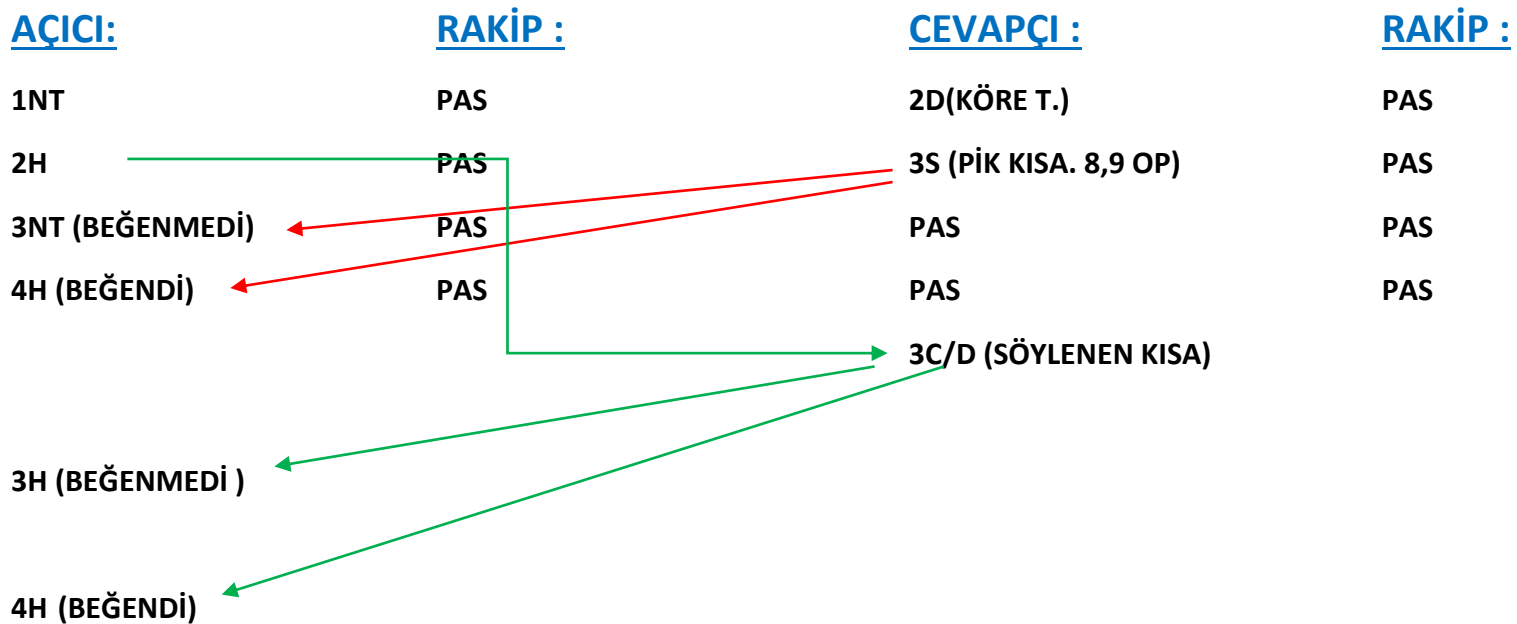 AÇICI: RAKİP : CEVAPÇI : RAKİP :
1NT PAS 2D(KÖRE T.) PAS
2H PAS 3S (PİK KISA. 8,9 OP) PAS
3NT (BEĞENMEDİ) PAS PAS PAS
4H (BEĞENDİ) PAS PAS PAS
3C/D (SÖYLENEN KISA)
3H (BEĞENMEDİ )
4H (BEĞENDİ)